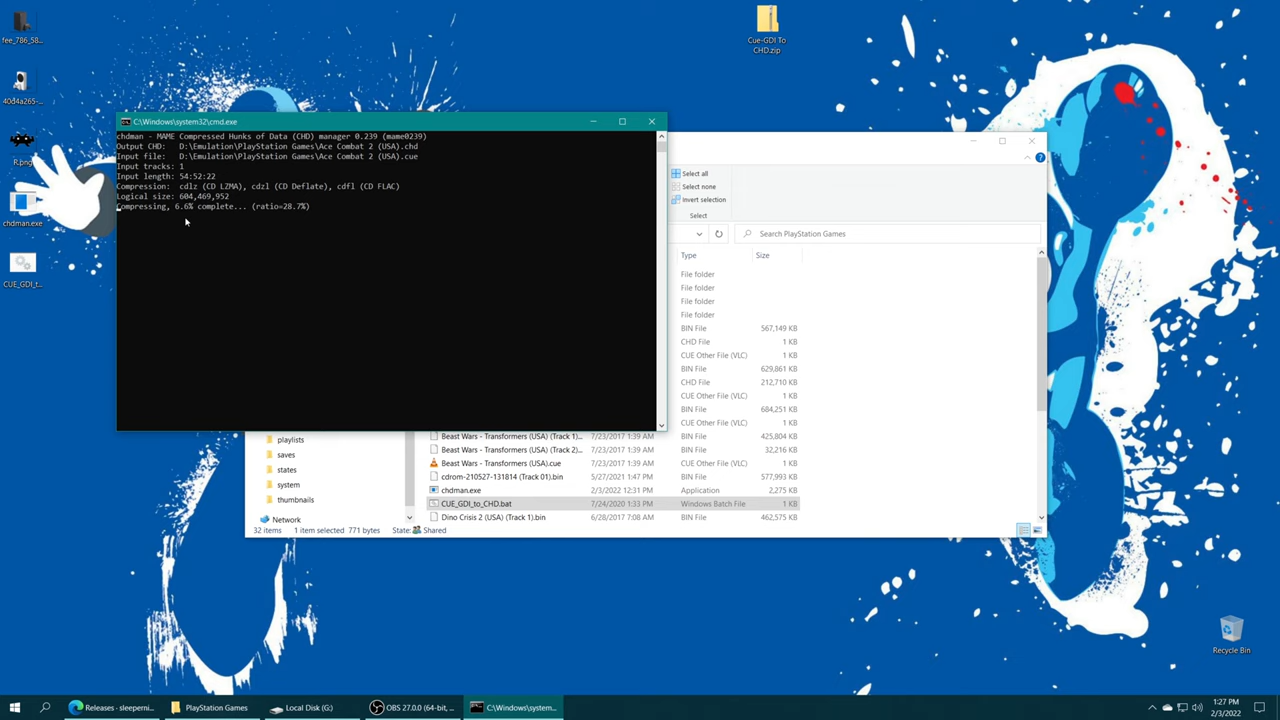 fee_786_58...
40d4a265-...
R.png
chdman.exe
CUE_GDI_t...
Cue-GDI To
CHD.zip
C:\Windows\system32\cmd.exe
chdman - MAME Compressed Hunks of Data (CHD) manager 0.239 (mame0239)
Output CHD:   D:\Emulation\PlayStation Games\Ace Combat 2 (USA).chd
Input file:   D:\Emulation\PlayStation Games\Ace Combat 2 (USA).cue
Input tracks: 1
Input length: 54:52:22
Compression:  cdlz (CD LZMA), cdzl (CD Deflate), cdfl (CD FLAC)
Logical size: 604,469,952
Compressing, 6.6% complete... (ratio=28.7%)
Select all
Select none
Invert selection
Select
Search PlayStation Games
Type Size
File folder
File folder
File folder
File folder
BIN File 567,149 KB
CHD File 1 KB
CUE Other File (VLC) 1 KB
BIN File 629,861 KB
CHD File 212,710 KB
CUE Other File (VLC) 1 KB
BIN File 684,251 KB
CUE Other File (VLC) 1 KB
Beast Wars - Transformers (USA) (Track 1)... 7/23/2017 1:39 AM BIN File 425,804 KB
Beast Wars - Transformers (USA) (Track 2)... 7/23/2017 1:39 AM BIN File 32,216 KB
Beast Wars - Transformers (USA).cue 7/23/2017 1:39 AM CUE Other File (VLC) 1 KB
cdrom-210527-131814 (Track 01).bin 5/27/2021 1:47 PM BIN File 577,993 KB
chdman.exe 2/3/2022 12:31 PM Application 2,275 KB
CUE_GDI_to_CHD.bat 7/24/2020 1:33 PM Windows Batch File 1 KB
Dino Crisis 2 (USA) (Track 1).bin 6/28/2017 7:08 AM BIN File 462,575 KB
playlists
saves
states
system
thumbnails
Network
32 items 1 item selected 771 bytes State: Shared
Recycle Bin
Releases - sleeperni...
PlayStation Games
Local Disk (G:)
OBS 27.0.0 (64-bit, ...
C:\Windows\system...
1:27 PM
2/3/2022